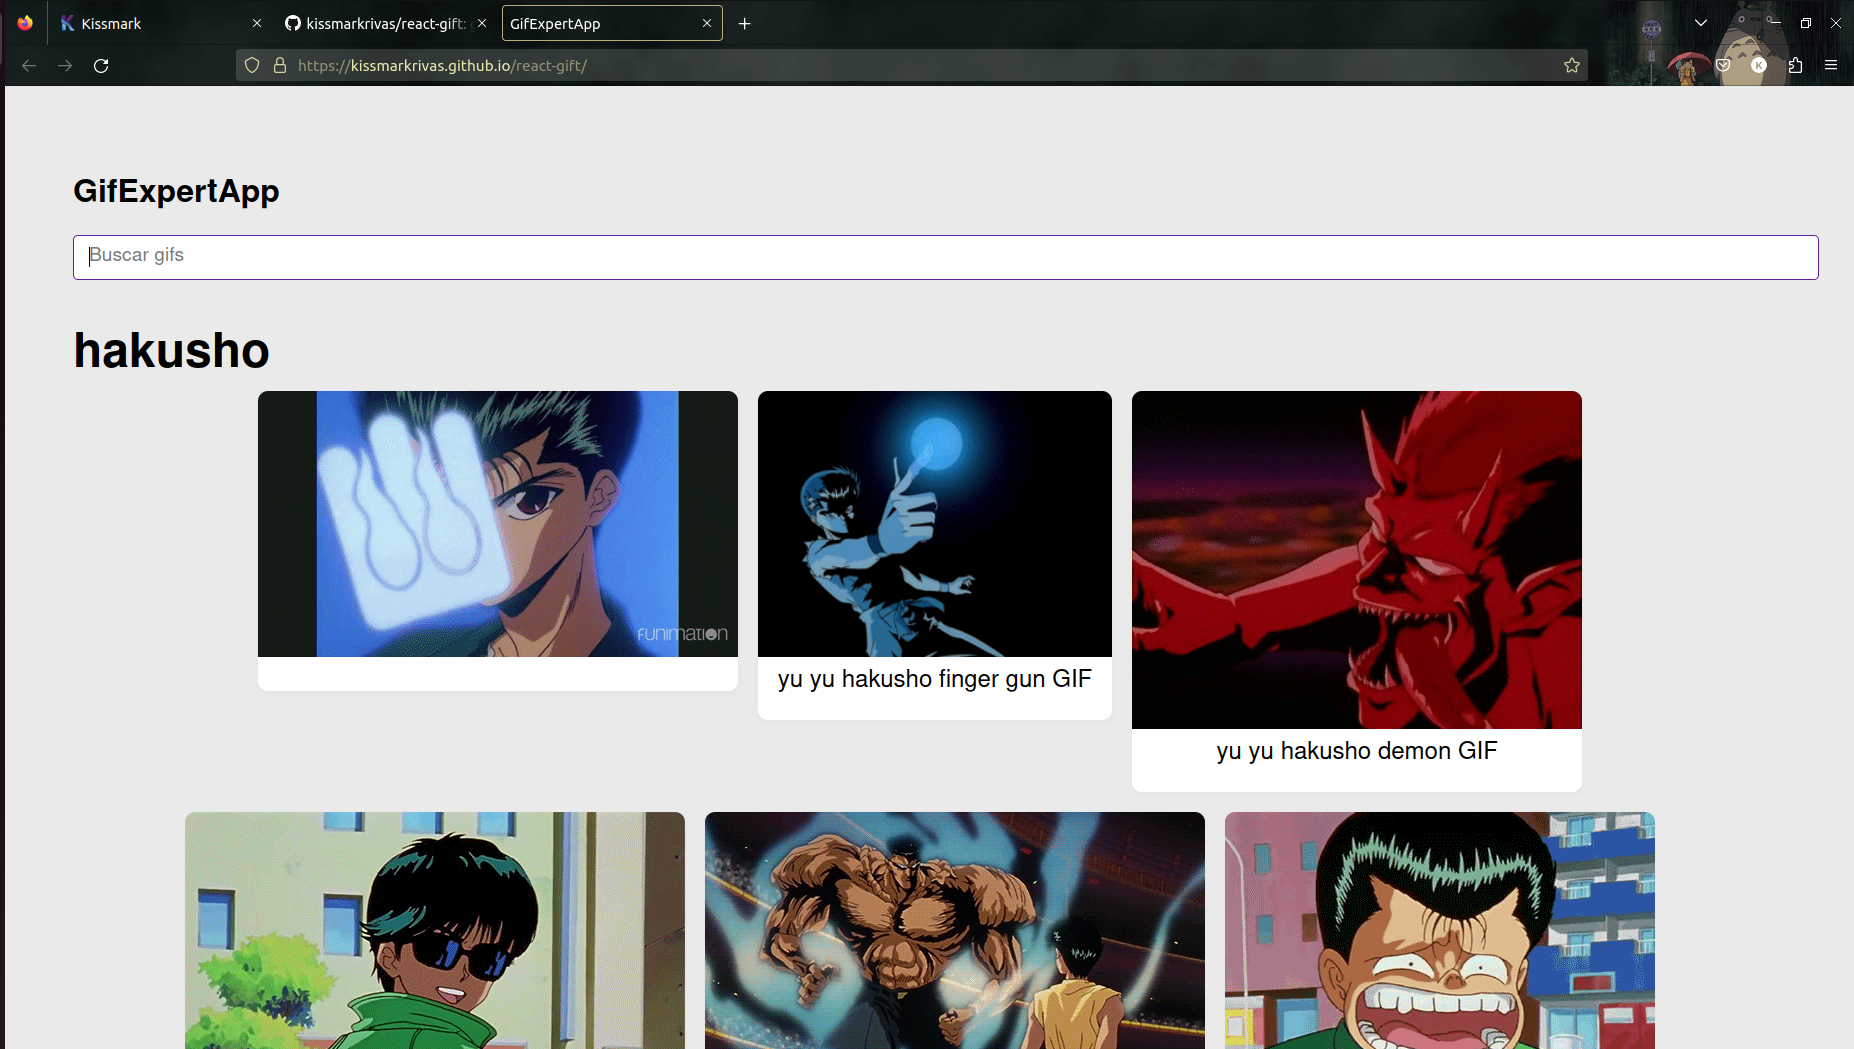 Kissmark
kissmarkrivas/react-gift:
GifExpertApp
https://kissmarkrivas.github.io/react-gift/
K
GifExpertApp
Buscar gifs
hakusho
FUNIMATION
yu yu hakusho finger gun GIF
yu yu hakusho demon GIF